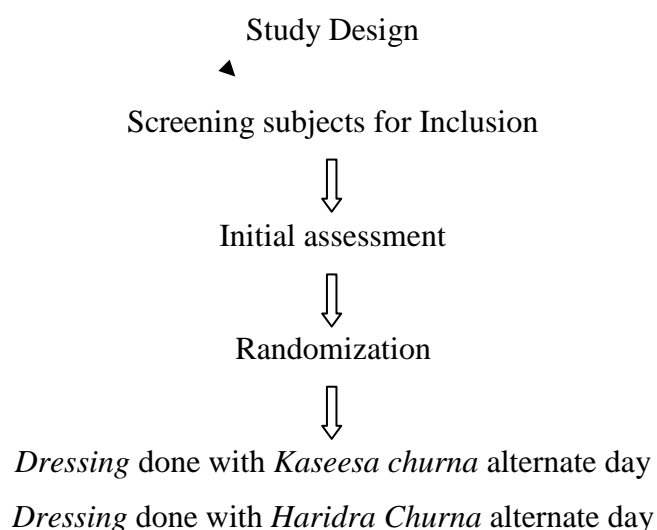 Study Design
Screening subjects for Inclusion
Initial assessment
Randomization
Dressing done with Kaseesa churna alternate day
Dressing done with Haridra Churna alternate day